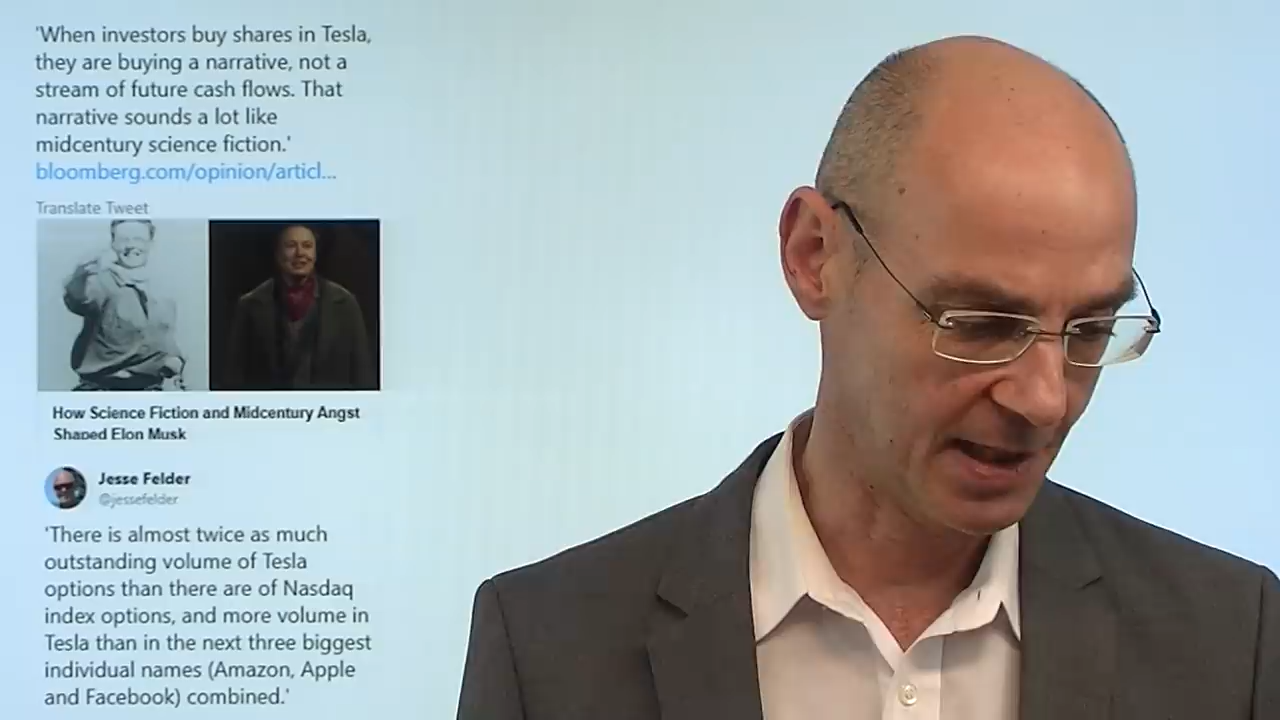 'When investors buy shares in Tesla,
they are buying a narrative, not a
stream of future cash flows. That
narrative sounds a lot like
midcentury science fiction.'
bloomberg.com/opinion/articl...
Translate Tweet
How Science Fiction and Midcentury Angst
Shaped Elon Musk
Jesse Felder
@jessefelder
'There is almost twice as much
outstanding volume of Tesla
options than there are of Nasdaq
index options, and more volume in
Tesla than in the next three biggest
individual names (Amazon, Apple
and Facebook) combined.'